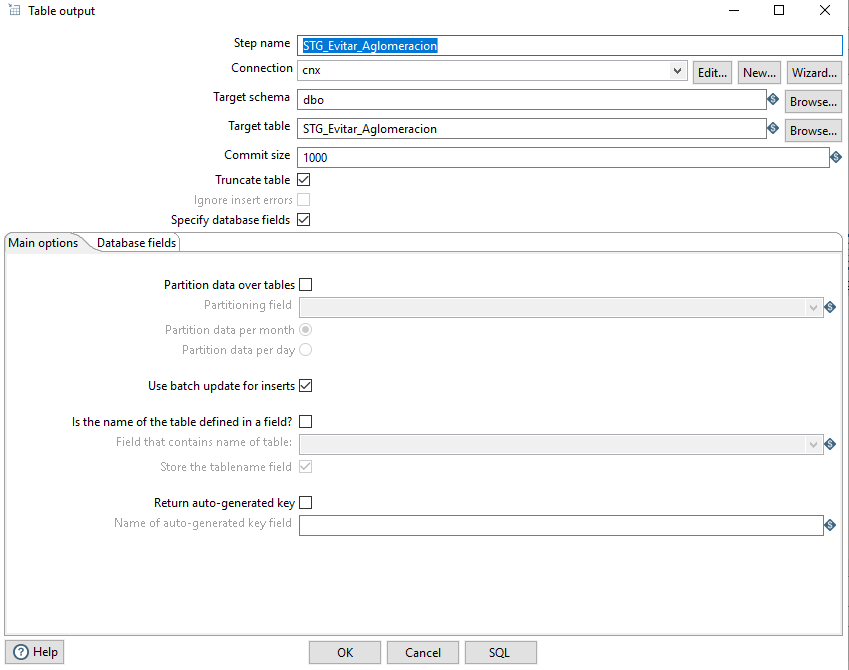 Table output
Step name STG_Evitar_Aglomeracion
Connection cnx Edit... New... Wizard...
Target schema dbo Browse...
Target table STG_Evitar_Aglomeracion Browse...
Commit size 1000
Truncate table
Ignore insert errors
Specify database fields
Main options Database fields
Partition data over tables
Partitioning field
Partition data per month
Partition data per day
Use batch update for inserts
Is the name of the table defined in a field?
Field that contains name of table:
Store the tablename field
Return auto-generated key
Name of auto-generated key field
Help OK Cancel SQL